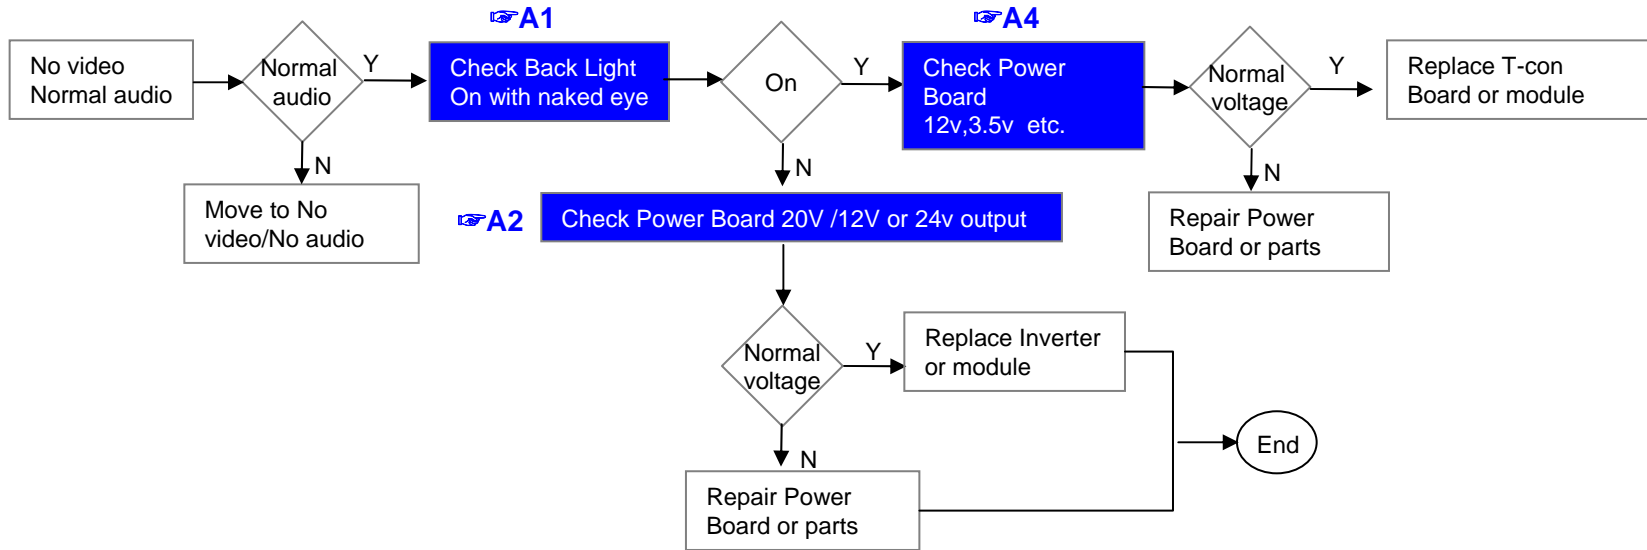 ☞A1
☞A4
No video
Normal audio
Normal
audio
Y
Check Back Light
On with naked eye
On
Y
Check Power
Board
12v,3.5v etc.
Normal
voltage
Y
Replace T-con
Board or module
N
Move to No
video/No audio
N
☞A2
Check Power Board 20V /12V or 24v output
N
Repair Power
Board or parts
Normal
voltage
Y
Replace Inverter
or module
End
N
Repair Power
Board or parts